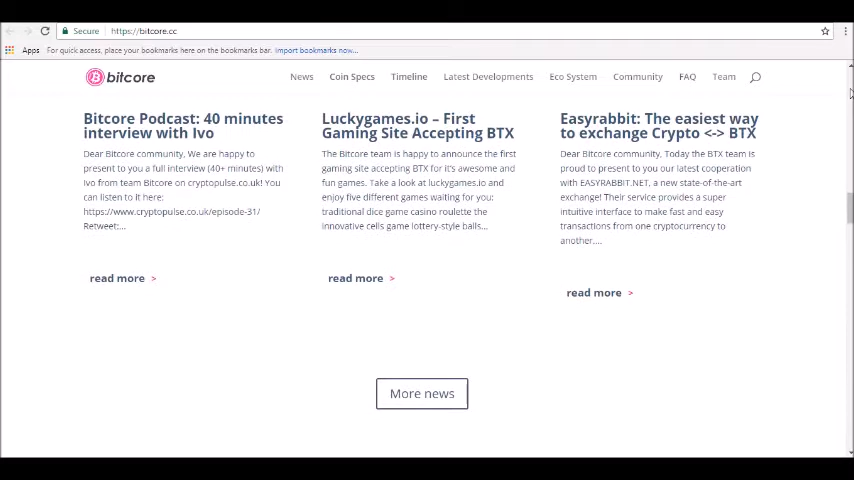 Secure https://bitcore.cc
Apps For quick access, place your bookmarks here on the bookmarks bar. Import bookmarks now...
bitcore News Coin Specs Timeline Latest Developments Eco System Community FAQ Team
Bitcore Podcast: 40 minutes
interview with Ivo
Dear Bitcore community, We are happy to
present to you a full interview (40+ minutes) with
Ivo from team Bitcore on cryptopulse.co.uk! You
can listen to it here:
https://www.cryptopulse.co.uk/episode-31/
Retweet:...
read more >
Luckygames.io – First
Gaming Site Accepting BTX
The Bitcore team is happy to announce the first
gaming site accepting BTX for it's awesome and
fun games. Take a look at luckygames.io and
enjoy five different games waiting for you:
traditional dice game casino roulette the
innovative cells game lottery-style balls...
read more >
Easyrabbit: The easiest way
to exchange Crypto <-> BTX
Dear Bitcore community, Today the BTX team is
proud to present to you our latest cooperation
with EASYRABBIT.NET, a new state-of-the-art
exchange! Their service provides a super
intuitive interface to make fast and easy
transactions from one cryptocurrency to
another....
read more >
More news